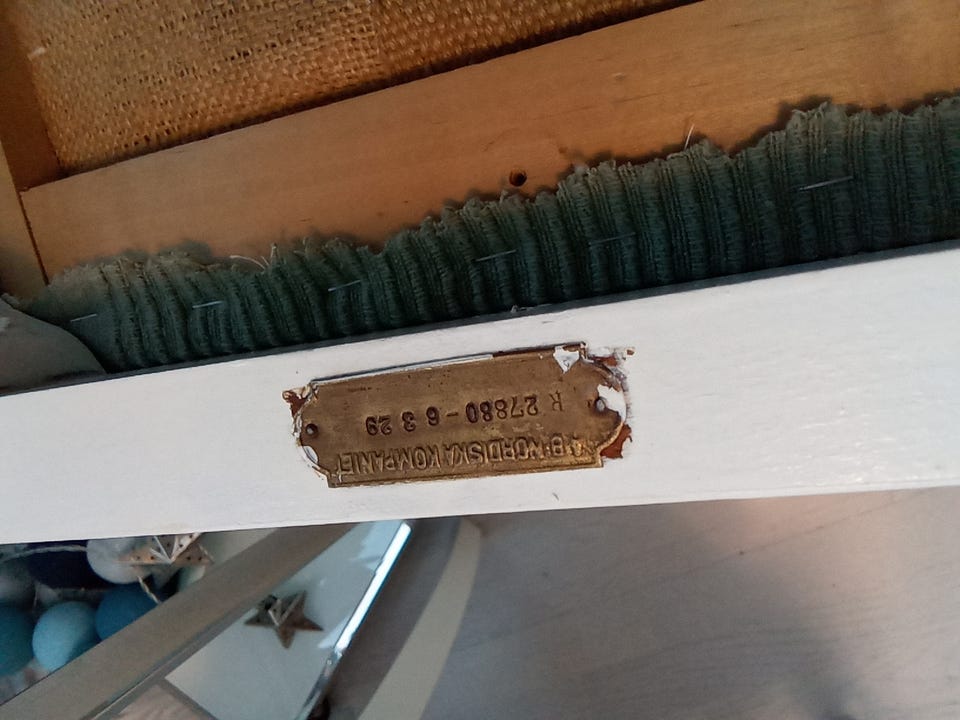 A·B·NORDISKA KOMPANIET
R 27880 - 6 3 29